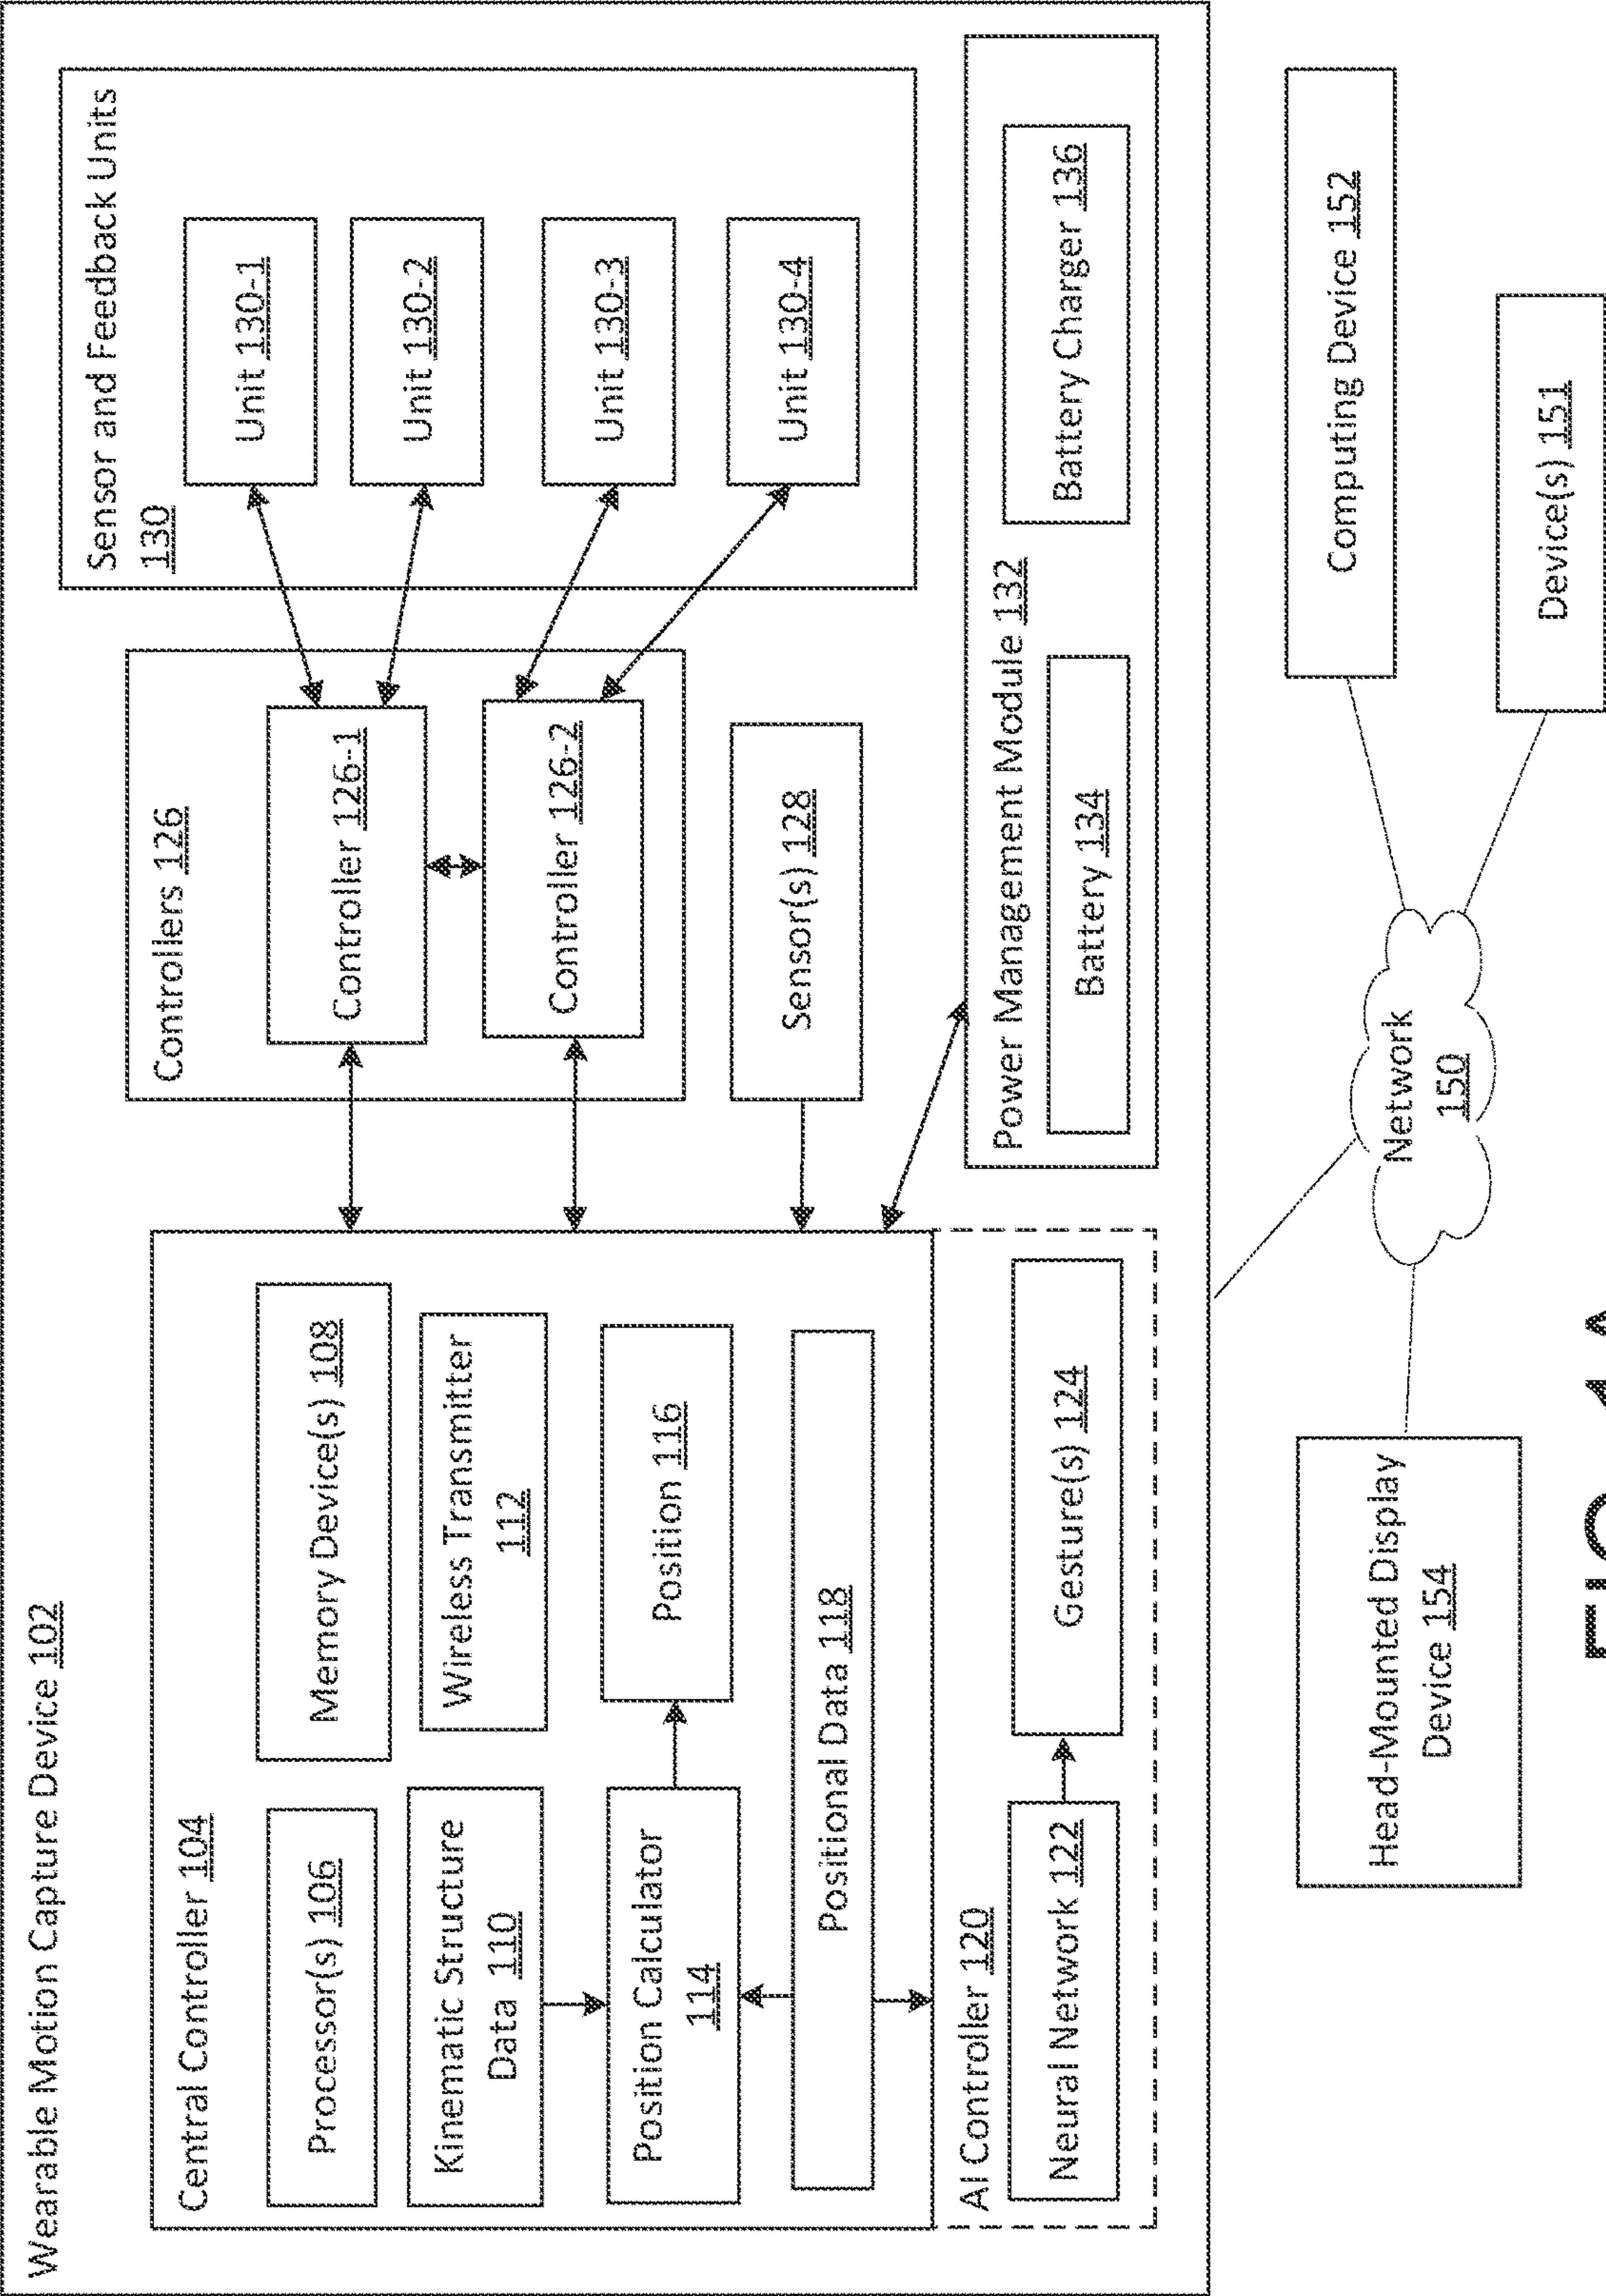 Wearable Motion Capture Device 102
Central Controller 104
Processor(s) 106
Memory Device(s) 108
Kinematic Structure
Data 110
Wireless Transmitter
112
Position Calculator
114
Position 116
Positional Data 118
AI Controller 120
Neural Network 122
Gesture(s) 124
Controllers 126
Controller 126-1
Controller 126-2
Sensor(s) 128
Sensor and Feedback Units
130
Unit 130-1
Unit 130-2
Unit 130-3
Unit 130-4
Power Management Module 132
Battery 134
Battery Charger 136
Head-Mounted Display
Device 154
Network
150
Computing Device 152
Device(s) 151